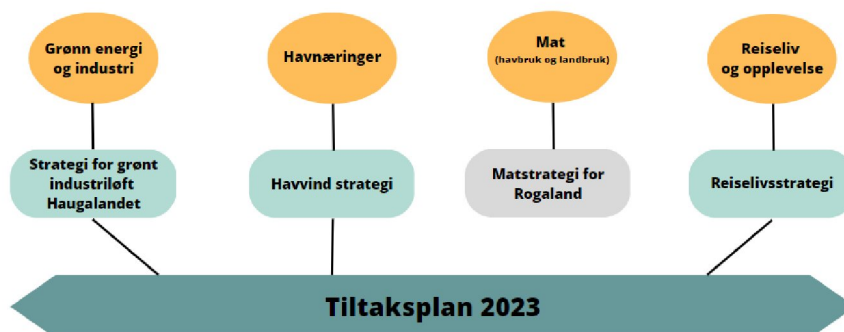 Grønn energi
og industri
Havnæringer
Mat
(havbruk og landbruk)
Reiseliv
og opplevelse
Strategi for grønt
industriløft
Haugalandet
Havvind strategi
Matstrategi for
Rogaland
Reiselivsstrategi
Tiltaksplan 2023